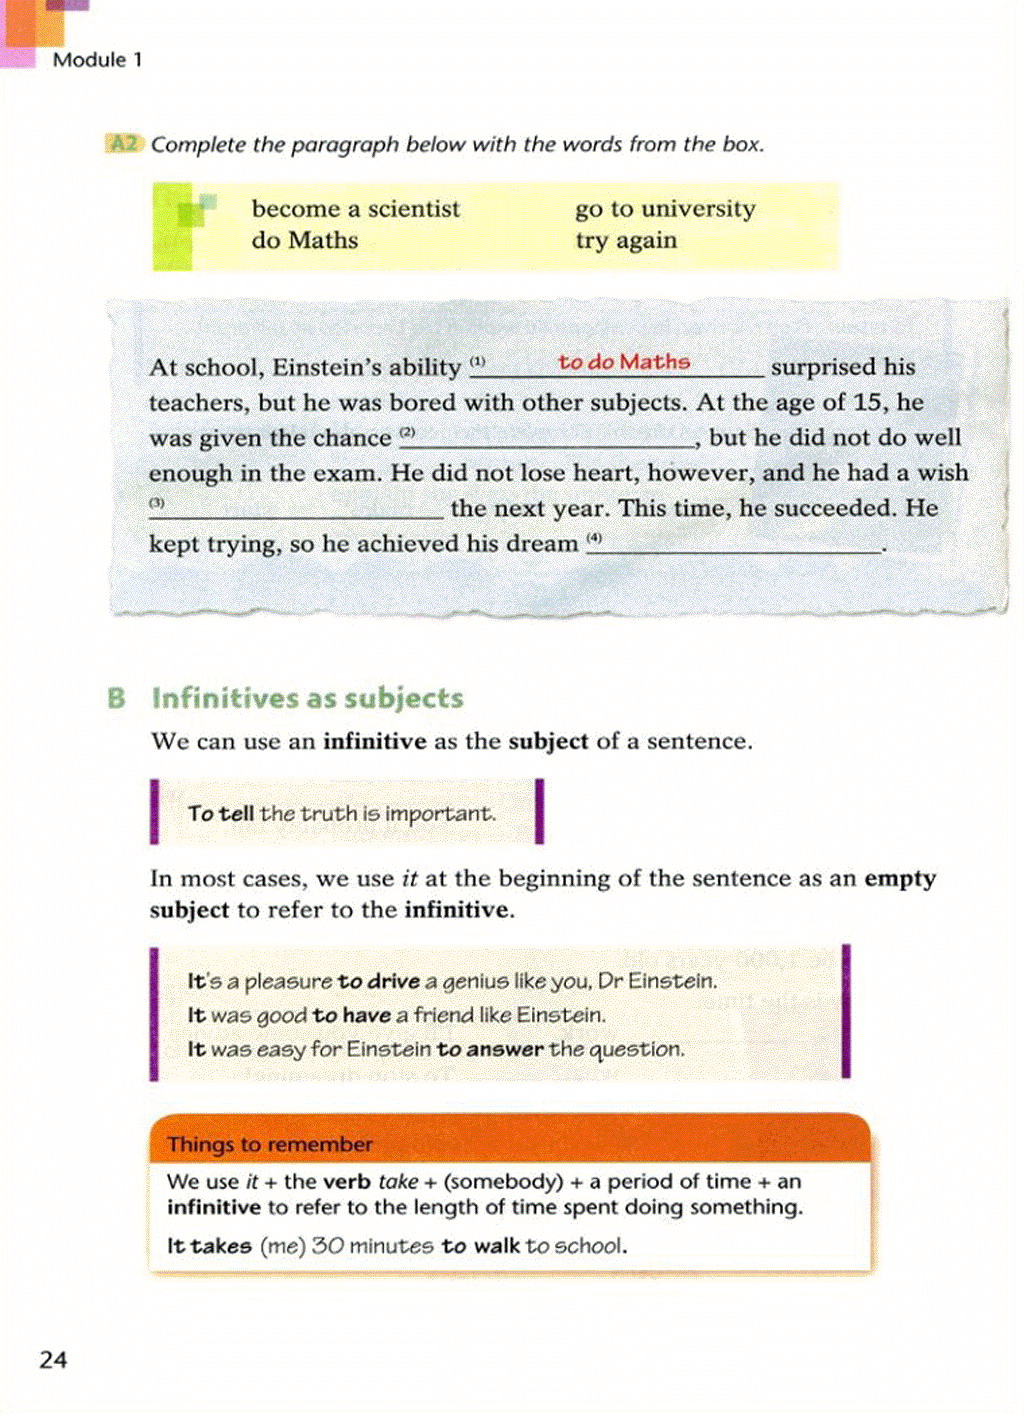 Module 1
A2 Complete the paragraph below with the words from the box.
become a scientist go to university
do Maths try again
At school, Einstein's ability (1) to do Maths surprised his
teachers, but he was bored with other subjects. At the age of 15, he
was given the chance (2) , but he did not do well
enough in the exam. He did not lose heart, however, and he had a wish
(3) the next year. This time, he succeeded. He
kept trying, so he achieved his dream (4) .
B Infinitives as subjects
We can use an infinitive as the subject of a sentence.
To tell the truth is important.
In most cases, we use it at the beginning of the sentence as an empty
subject to refer to the infinitive.
It's a pleasure to drive a genius like you, Dr Einstein.
It was good to have a friend like Einstein.
It was easy for Einstein to answer the question.
Things to remember
We use it + the verb take + (somebody) + a period of time + an
infinitive to refer to the length of time spent doing something.
It takes (me) 30 minutes to walk to school.
24